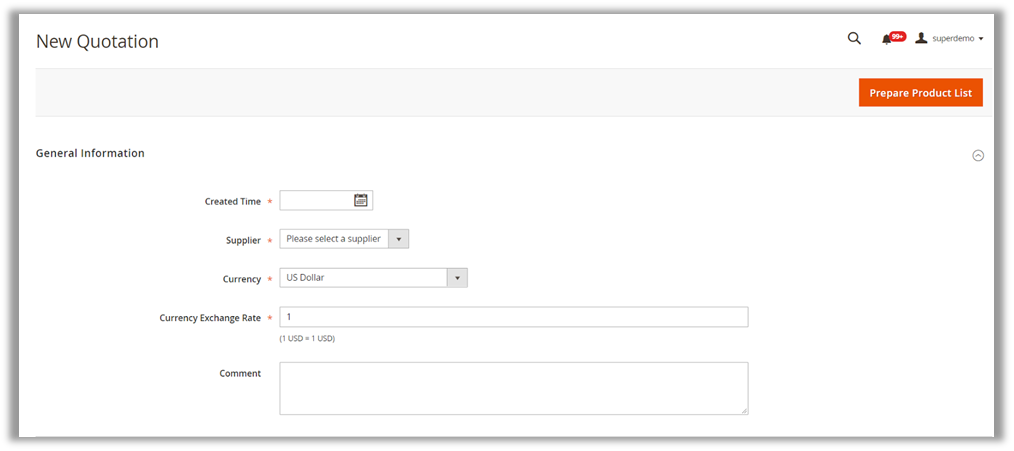 New Quotation
99+
superdemo
Prepare Product List
General Information
Created Time *
Supplier * Please select a supplier
Currency * US Dollar
Currency Exchange Rate * 1
(1 USD = 1 USD)
Comment